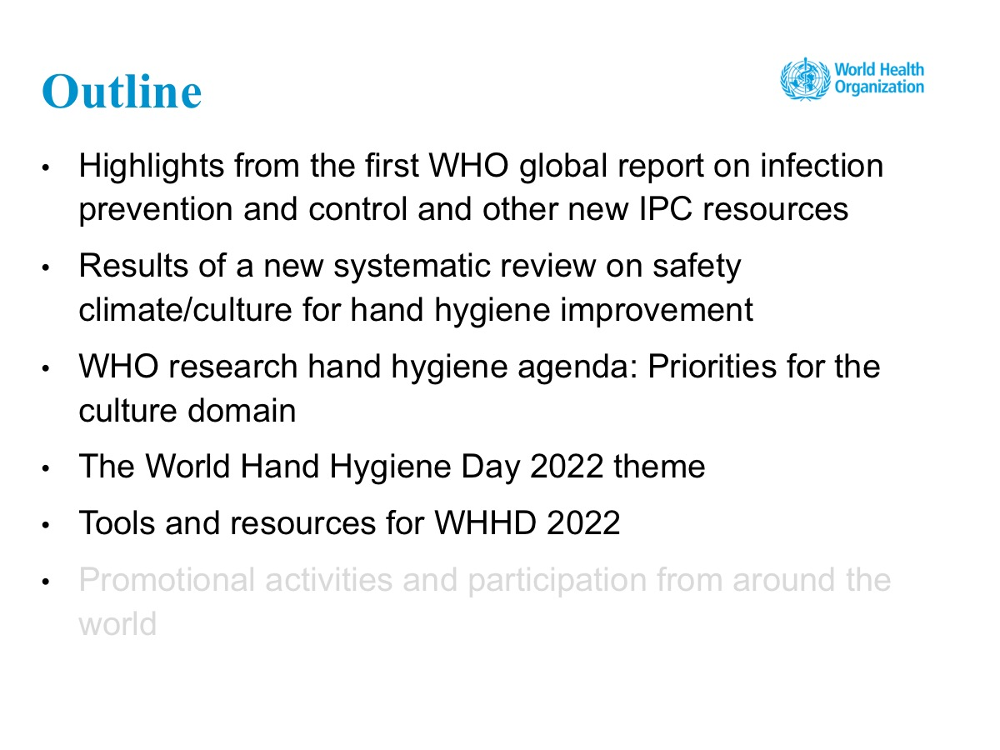 Outline
World Health
Organization
• Highlights from the first WHO global report on infection
prevention and control and other new IPC resources
• Results of a new systematic review on safety
climate/culture for hand hygiene improvement
• WHO research hand hygiene agenda: Priorities for the
culture domain
• The World Hand Hygiene Day 2022 theme
• Tools and resources for WHHD 2022
• Promotional activities and participation from around the
world